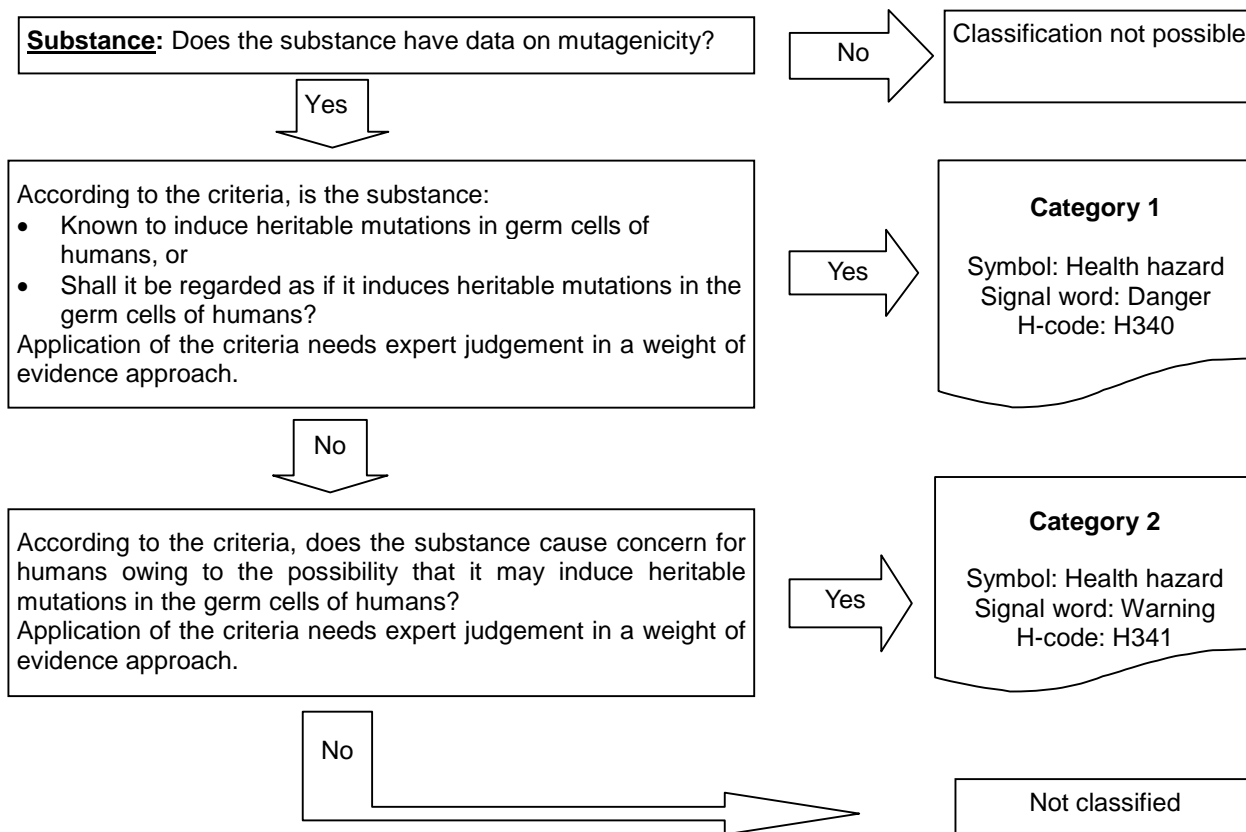 Substance: Does the substance have data on mutagenicity?
No
Classification not possible
Yes
According to the criteria, is the substance:
• Known to induce heritable mutations in germ cells of
humans, or
• Shall it be regarded as if it induces heritable mutations in the
germ cells of humans?
Application of the criteria needs expert judgement in a weight of
evidence approach.
Yes
Category 1
Symbol: Health hazard
Signal word: Danger
H-code: H340
No
According to the criteria, does the substance cause concern for
humans owing to the possibility that it may induce heritable
mutations in the germ cells of humans?
Application of the criteria needs expert judgement in a weight of
evidence approach.
Yes
Category 2
Symbol: Health hazard
Signal word: Warning
H-code: H341
No
Not classified